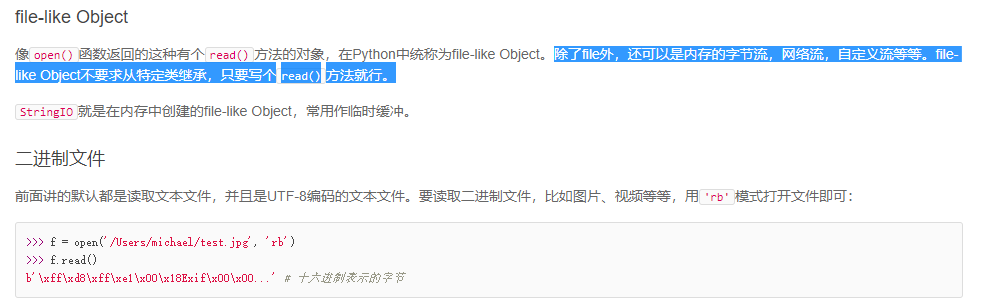 file-like Object
像open()函数返回的这种有个read()方法的对象，在Python中统称为file-like Object。除了file外，还可以是内存的字节流，网络流，自定义流等等。file-
like Object不要求从特定类继承，只要写个read()方法就行。
StringIO就是在内存中创建的file-like Object，常用作临时缓冲。
二进制文件
前面讲的默认都是读取文本文件，并且是UTF-8编码的文本文件。要读取二进制文件，比如图片、视频等等，用'rb'模式打开文件即可：
>>> f = open('/Users/michael/test.jpg', 'rb')
>>> f.read()
b'\xff\xd8\xff\xe1\x00\x18Exif\x00\x00...' # 十六进制表示的字节